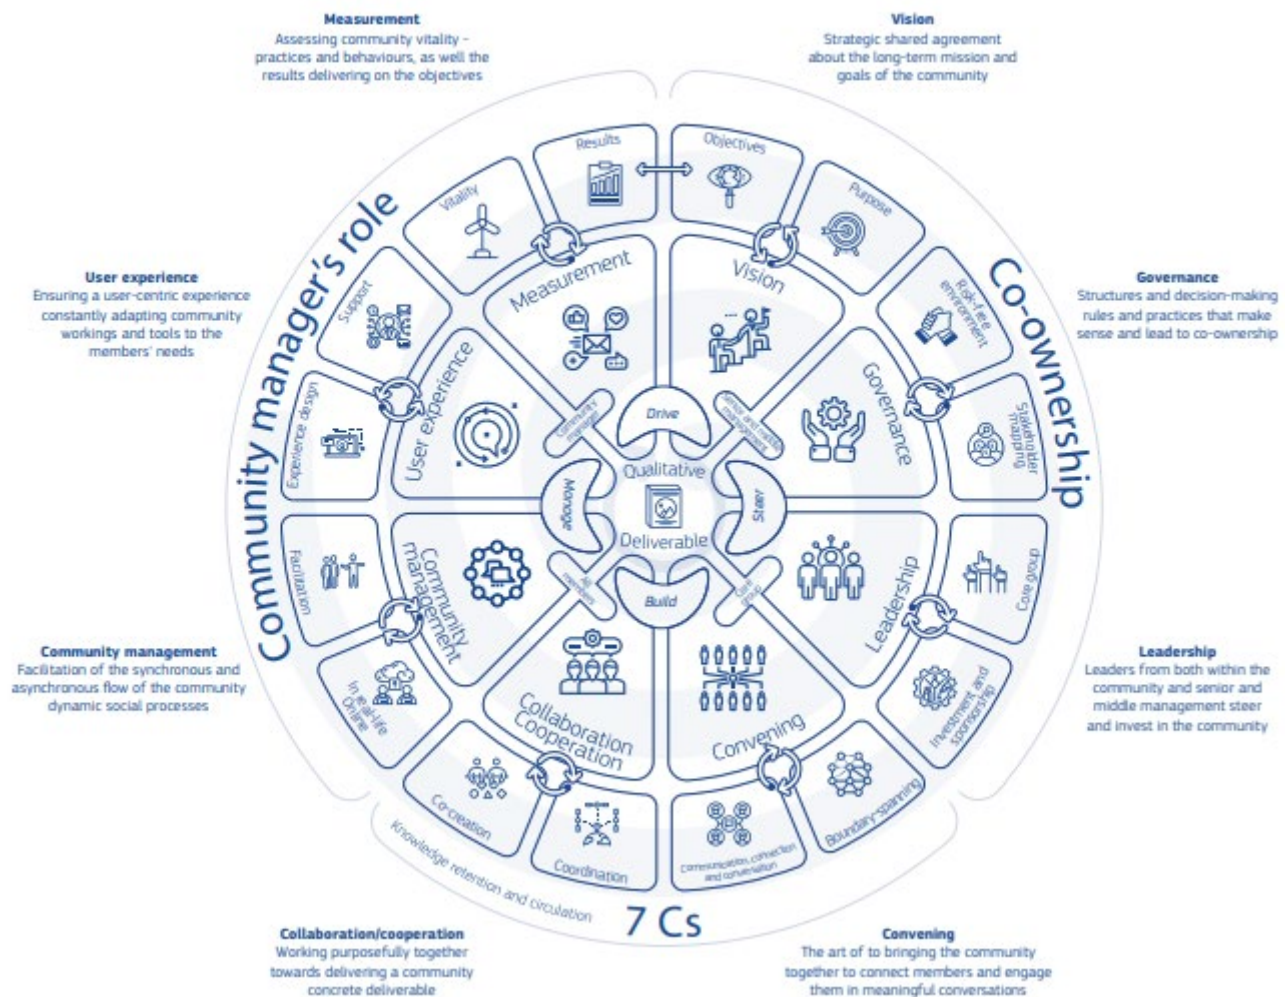 Measurement
Assessing community vitality –
practices and behaviours, as well the
results delivering on the objectives
Vision
Strategic shared agreement
about the long-term mission and
goals of the community
User experience
Ensuring a user-centric experience
constantly adapting community
workings and tools to the
members' needs
Governance
Structures and decision-making
rules and practices that make
sense and lead to co-ownership
Community management
Facilitation of the synchronous and
asynchronous flow of the community
dynamic social processes
Leadership
Leaders from both within the
community and senior and
middle management steer
and invest in the community
Collaboration/cooperation
Working purposefully together
towards delivering a community
concrete deliverable
Convening
The art of to bringing the community
together to connect members and engage
them in meaningful conversations
Community manager's role
Co-ownership
7 Cs
Knowledge retention and circulation
Results
Objectives
Vitality
Purpose
Support
Risk-free
environment
Experience design
Stakeholder
mapping
Facilitation
Core group
In real-life
Online
Investment and
sponsorship
Co-creation
Coordination
Communication, connection
and conversation
Boundary-spanning
Measurement
Vision
User experience
Governance
Community
management
Leadership
Collaboration
Cooperation
Convening
Community
manager
Senior and middle
management
All
members
Core
group
Drive
Manage
Steer
Build
Qualitative
Deliverable